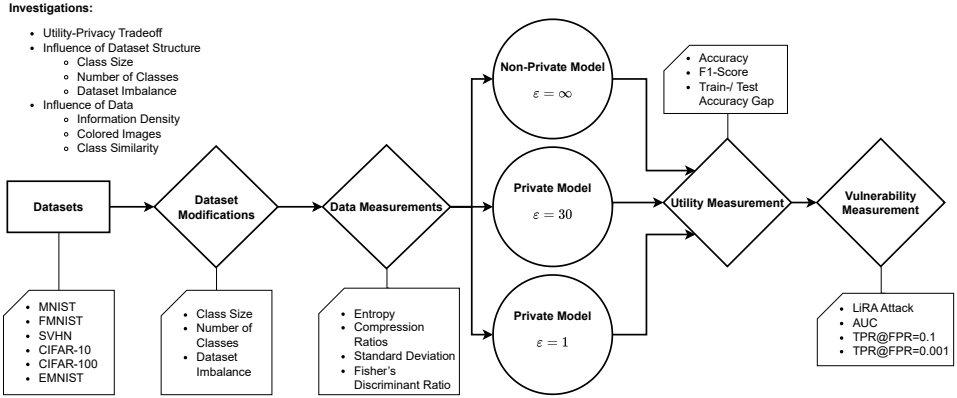 Investigations:
Utility-Privacy Tradeoff
Influence of Dataset Structure
Class Size
Number of Classes
Dataset Imbalance
Influence of Data
Information Density
Colored Images
Class Similarity
Datasets
MNIST
FMNIST
SVHN
CIFAR-10
CIFAR-100
EMNIST
Dataset
Modifications
Class Size
Number of
Classes
Dataset
Imbalance
Data Measurements
Entropy
Compression
Ratios
Standard Deviation
Fisher's
Discriminant Ratio
Non-Private Model
ε = ∞
Private Model
ε = 30
Private Model
ε = 1
Accuracy
F1-Score
Train-/ Test
Accuracy Gap
Utility Measurement
Vulnerability
Measurement
LiRA Attack
AUC
TPR@FPR=0.1
TPR@FPR=0.001